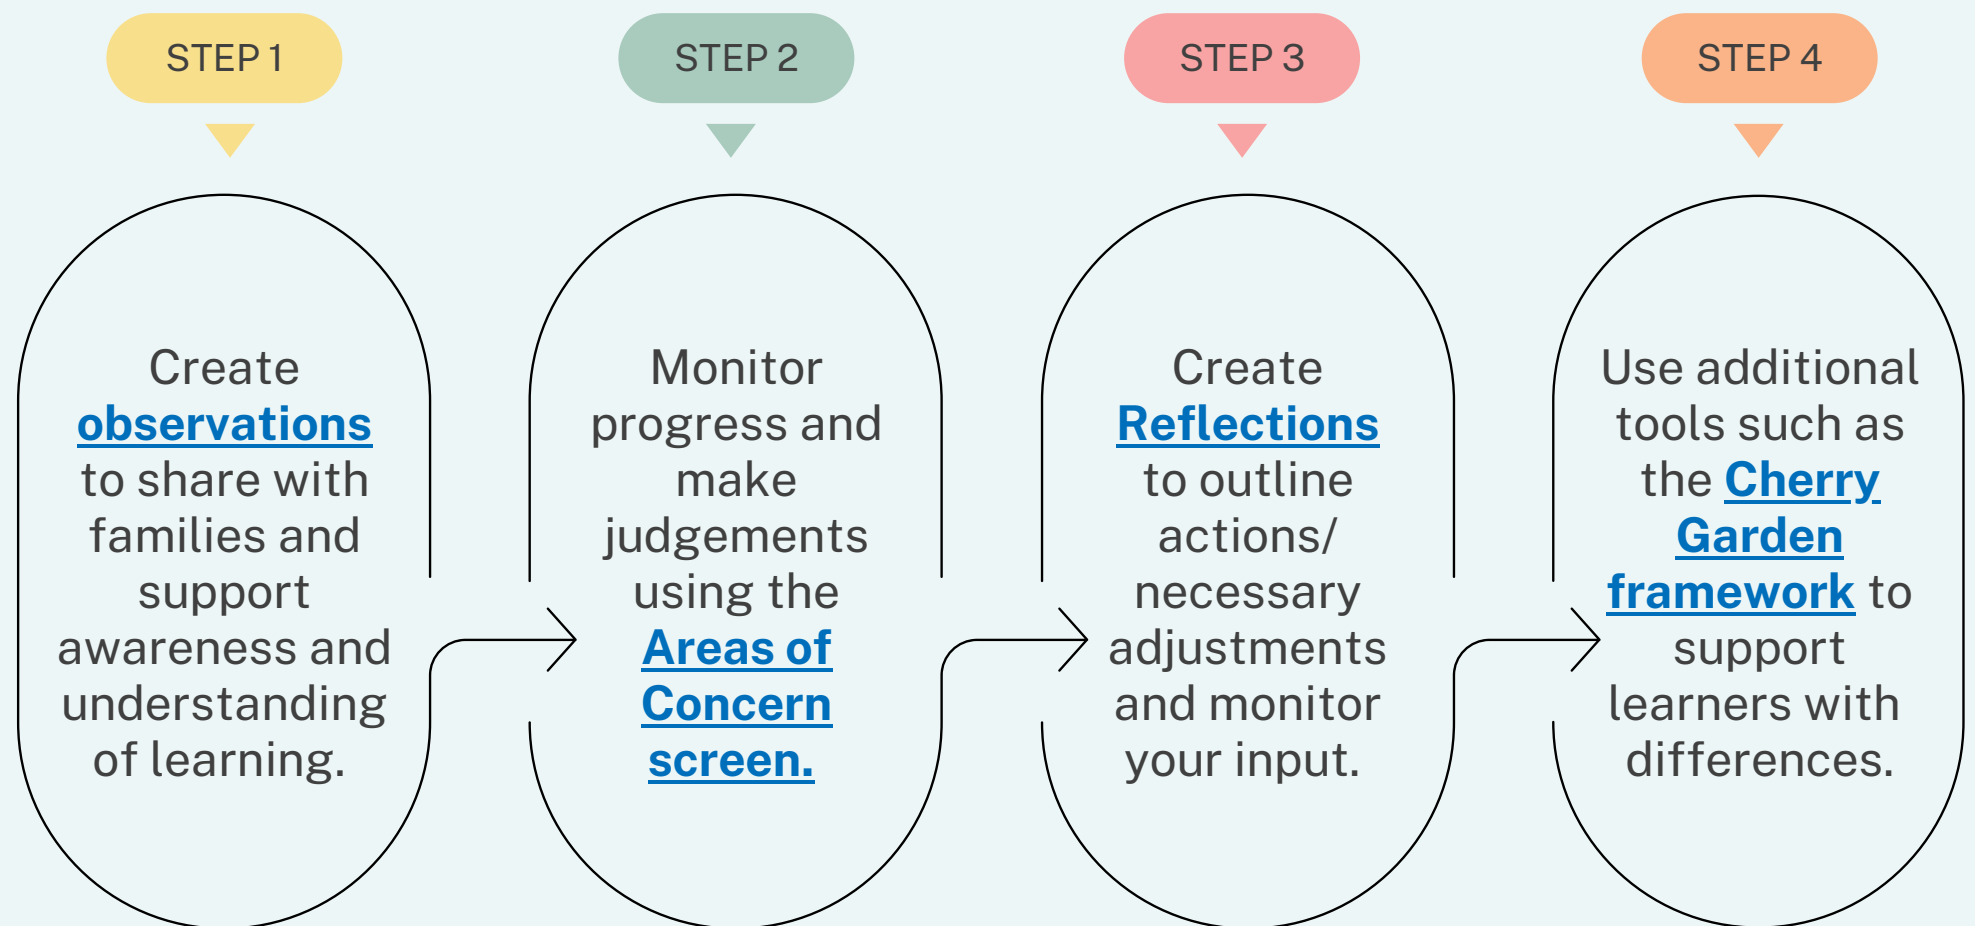 STEP 1
Create
observations
to share with
families and
support
awareness and
understanding
of learning.
STEP 2
Monitor
progress and
make
judgements
using the
Areas of
Concern
screen.
STEP 3
Create
Reflections
to outline
actions/
necessary
adjustments
and monitor
your input.
STEP 4
Use additional
tools such as
the Cherry
Garden
framework to
support
learners with
differences.